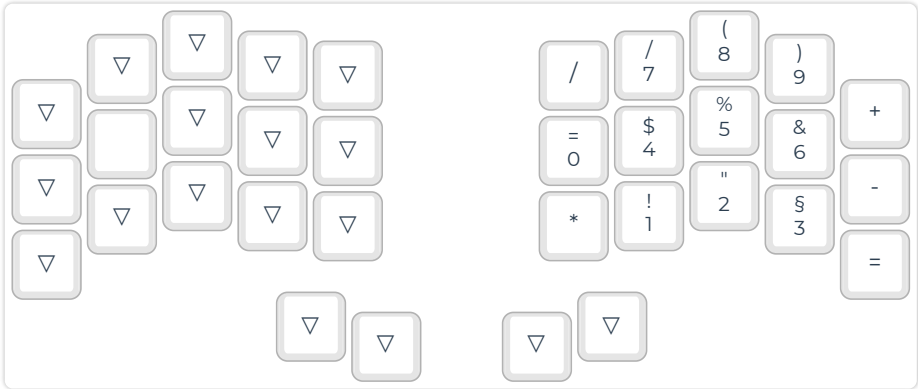 ▽ ▽ ▽ ▽ ▽ / / ( ) +
7 8 9
▽ ▽ ▽ ▽ = $ % & -
0 4 5 6
▽ ▽ ▽ ▽ ▽ * ! " § =
1 2 3
▽ ▽ ▽ ▽